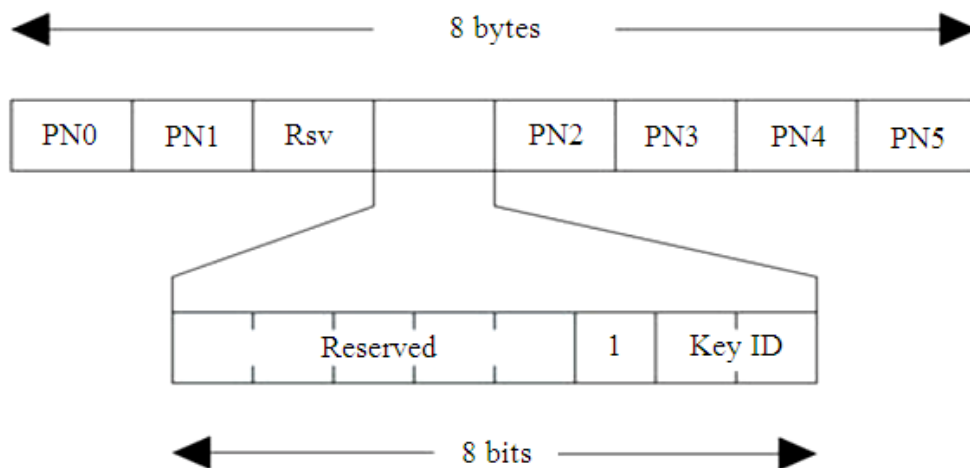 8 bytes
PN0 PN1 Rsv PN2 PN3 PN4 PN5
Reserved 1 Key ID
8 bits